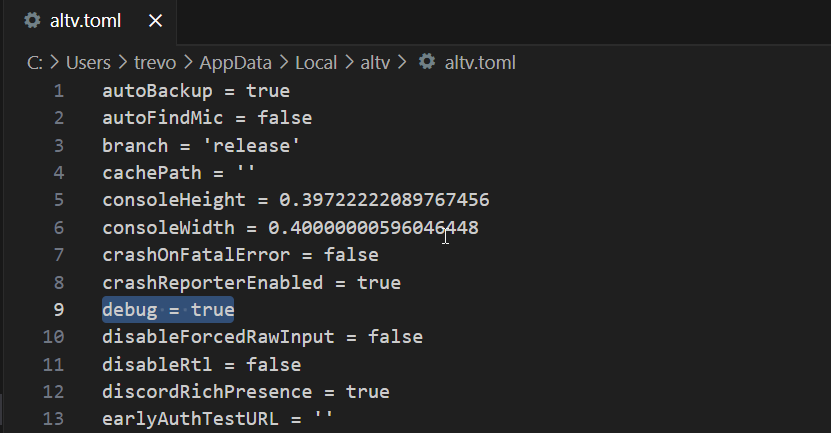 altv.toml
C: > Users > trevo > AppData > Local > altv > altv.toml
1 autoBackup = true
2 autoFindMic = false
3 branch = 'release'
4 cachePath = ''
5 consoleHeight = 0.39722222089767456
6 consoleWidth = 0.40000000596046448
7 crashOnFatalError = false
8 crashReporterEnabled = true
9 debug = true
10 disableForcedRawInput = false
11 disableRtl = false
12 discordRichPresence = true
13 earlyAuthTestURL = ''